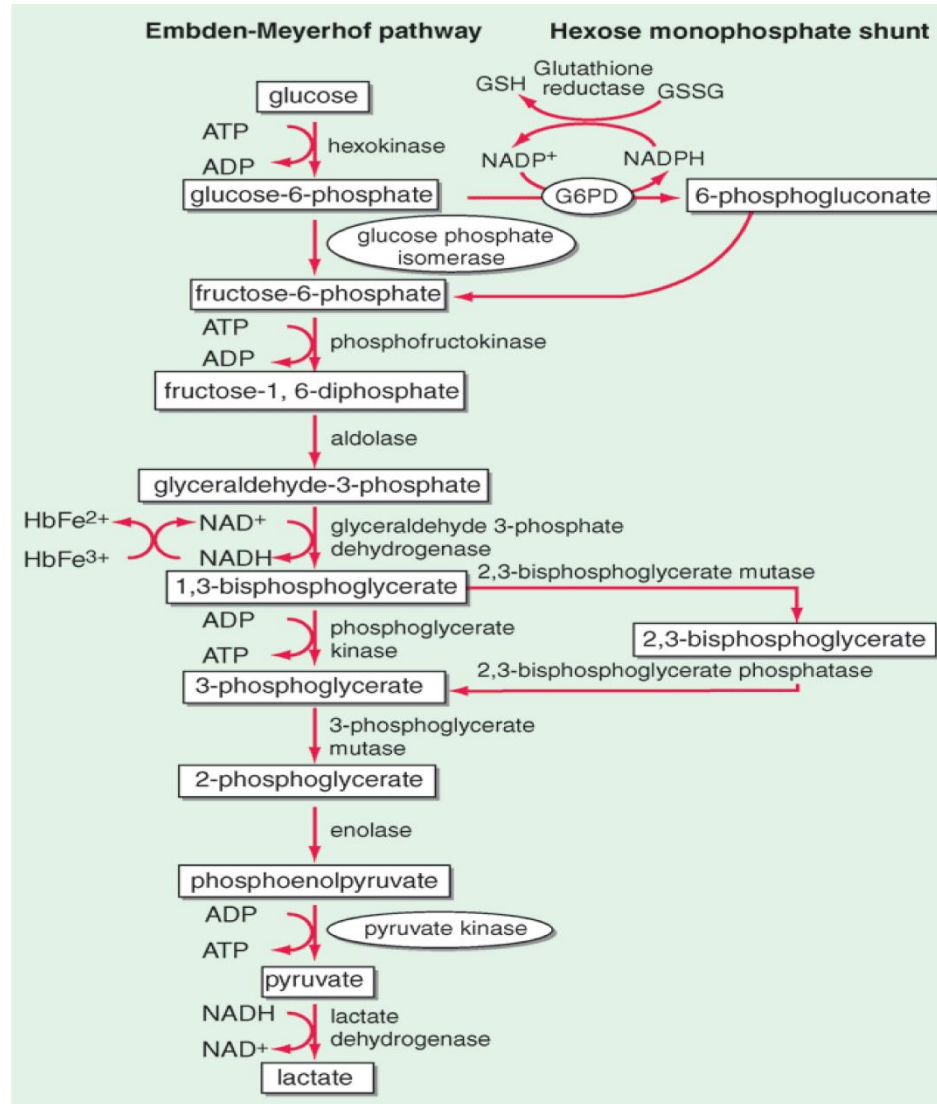 Embden-Meyerhof pathway
Hexose monophosphate shunt
glucose
GSH
Glutathione
reductase
GSSG
ATP
ADP
hexokinase
NADP+
NADPH
glucose-6-phosphate
G6PD
6-phosphogluconate
glucose phosphate
isomerase
fructose-6-phosphate
ATP
ADP
phosphofructokinase
fructose-1, 6-diphosphate
aldolase
glyceraldehyde-3-phosphate
HbFe2+
NAD+
HbFe3+
NADH
glyceraldehyde 3-phosphate
dehydrogenase
1,3-bisphosphoglycerate
2,3-bisphosphoglycerate mutase
ADP
ATP
phosphoglycerate
kinase
2,3-bisphosphoglycerate
2,3-bisphosphoglycerate phosphatase
3-phosphoglycerate
3-phosphoglycerate
mutase
2-phosphoglycerate
enolase
phosphoenolpyruvate
ADP
ATP
pyruvate kinase
pyruvate
NADH
NAD+
lactate
dehydrogenase
lactate